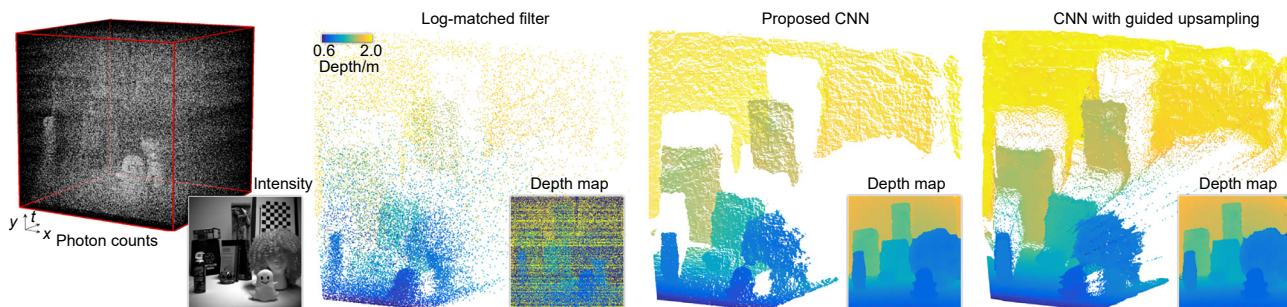 Log-matched filter
Proposed CNN
CNN with guided upsampling
0.6 2.0
Depth/m
Intensity
Depth map
Depth map
Depth map
y t x
Photon counts